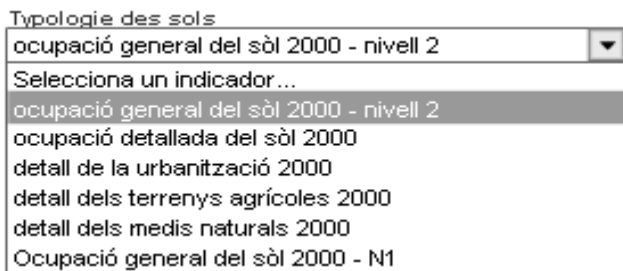 Typologie des sols
ocupació general del sòl 2000 - nivell 2
Selecciona un indicador...
ocupació general del sòl 2000 - nivell 2
ocupació detallada del sòl 2000
detall de la urbanització 2000
detall dels terrenys agrícoles 2000
detall dels medis naturals 2000
Ocupació general del sòl 2000 - N1